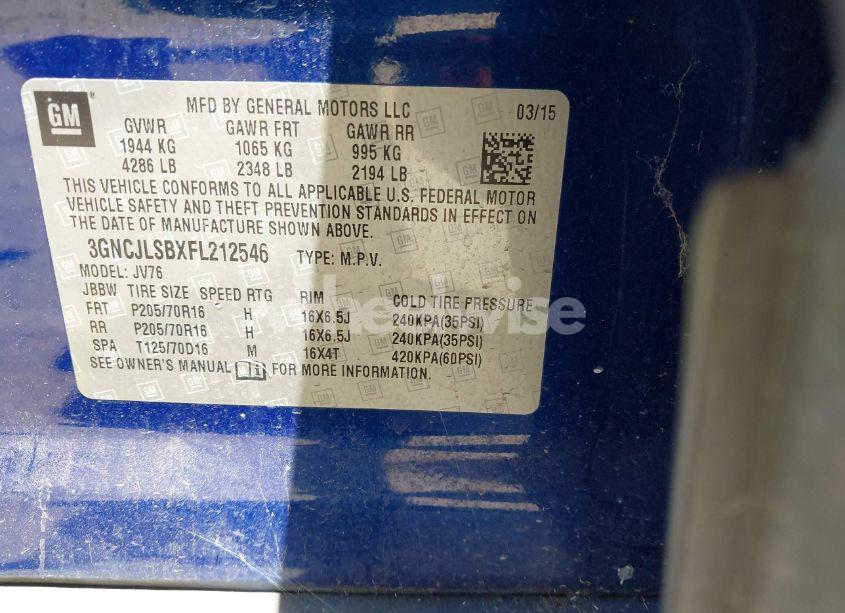 GM
MFD BY GENERAL MOTORS LLC 03/15
GVWR GAWR FRT GAWR RR
1944 KG 1065 KG 995 KG
4286 LB 2348 LB 2194 LB
THIS VEHICLE CONFORMS TO ALL APPLICABLE U.S. FEDERAL MOTOR
VEHICLE SAFETY AND THEFT PREVENTION STANDARDS IN EFFECT ON
THE DATE OF MANUFACTURE SHOWN ABOVE.
3GNCJLSBXFL212546 TYPE: M.P.V.
MODEL: JV76
JBBW TIRE SIZE SPEED RTG RIM COLD TIRE PRESSURE
FRT P205/70R16 H 16X6.5J 240KPA(35PSI)
RR P205/70R16 H 16X6.5J 240KPA(35PSI)
SPA T125/70D16 M 16X4T 420KPA(60PSI)
SEE OWNER'S MANUAL FOR MORE INFORMATION.